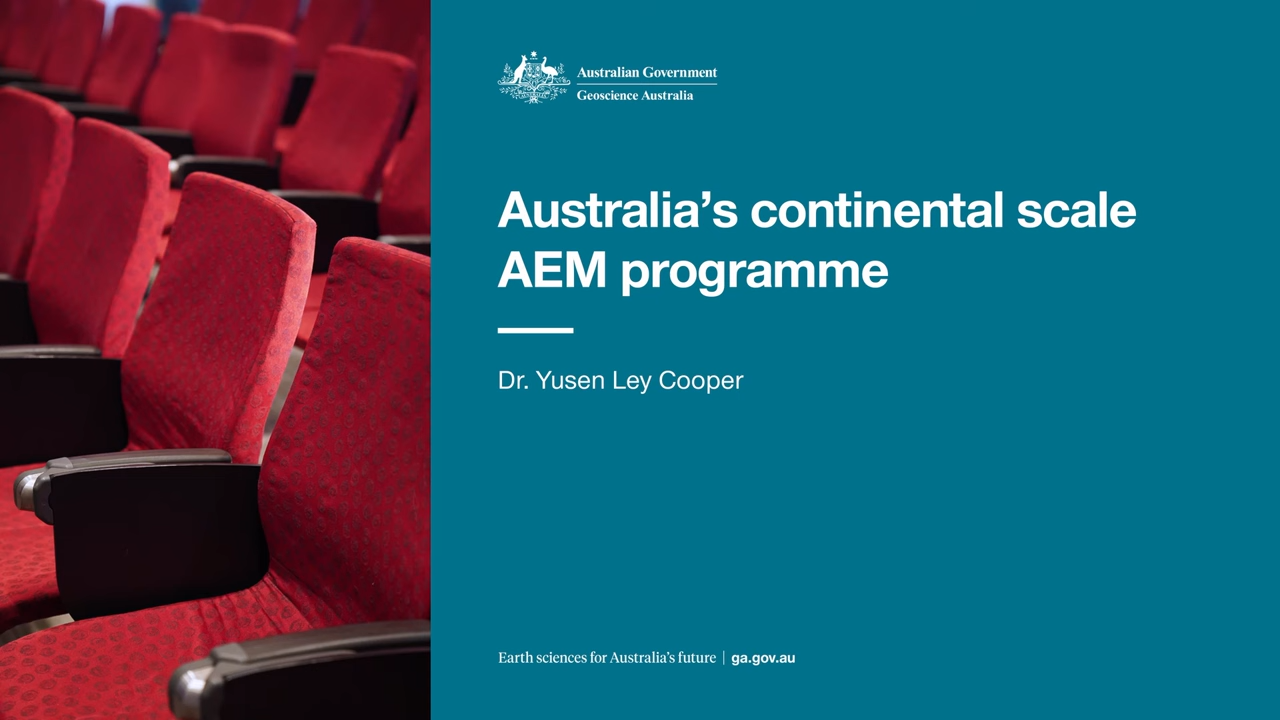 Australian Government
Geoscience Australia
Australia's continental scale
AEM programme
Dr. Yusen Ley Cooper
Earth sciences for Australia's future | ga.gov.au